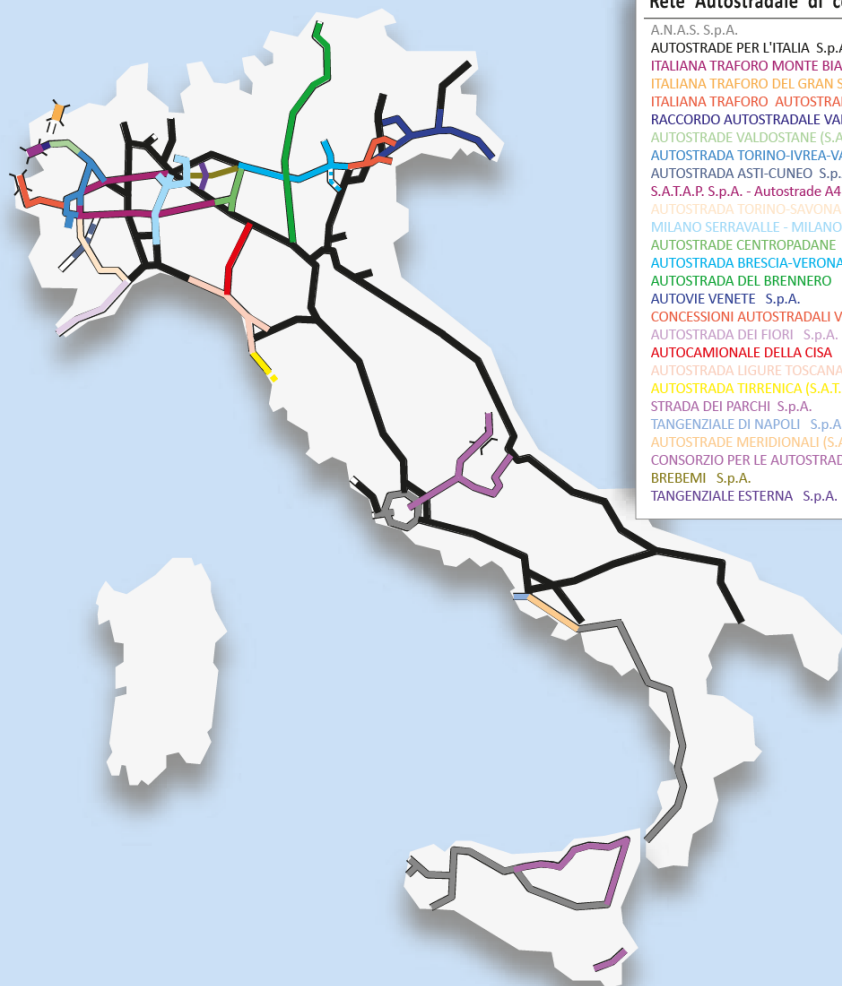 Rete Autostradale di c
A.N.A.S. S.p.A.
AUTOSTRADE PER L'ITALIA S.p.A
ITALIANA TRAFORO MONTE BIA
ITALIANA TRAFORO DEL GRAN S
ITALIANA TRAFORO AUTOSTRA
RACCORDO AUTOSTRADALE VA
AUTOSTRADE VALDOSTANE (S.A
AUTOSTRADA TORINO-IVREA-VA
AUTOSTRADA ASTI-CUNEO S.p.
S.A.T.A.P. S.p.A. - Autostrade A4
AUTOSTRADA TORINO-SAVONA
MILANO SERRAVALLE - MILANO
AUTOSTRADE CENTROPADANE
AUTOSTRADA BRESCIA-VERONA
AUTOSTRADA DEL BRENNERO
AUTOVIE VENETE S.p.A.
CONCESSIONI AUTOSTRADALI V
AUTOSTRADA DEI FIORI S.p.A.
AUTOCAMIONALE DELLA CISA
AUTOSTRADA LIGURE TOSCANA
AUTOSTRADA TIRRENICA (S.A.T.
STRADA DEI PARCHI S.p.A.
TANGENZIALE DI NAPOLI S.p.A
AUTOSTRADE MERIDIONALI (S.A
CONSORZIO PER LE AUTOSTRAD
BREBEMI S.p.A.
TANGENZIALE ESTERNA S.p.A.